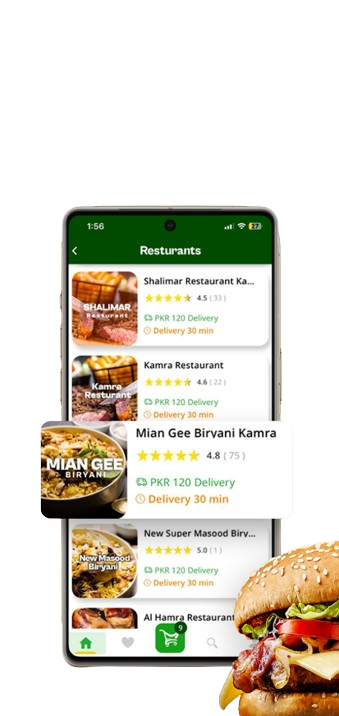 1:56
27
Resturants
SHALIMAR
Resturant
Shalimar Restaurant Ka...
4.5 ( 33 )
PKR 120 Delivery
Delivery 30 min
Kamra
Resturant
Kamra Restaurant
4.6 ( 22 )
PKR 120 Delivery
Delivery 30 min
MIAN GEE
BIRYANI
Mian Gee Biryani Kamra
4.8 ( 75 )
PKR 120 Delivery
Delivery 30 min
New Masood
Biryani
New Super Masood Biry...
5.0 ( 1 )
PKR 120 Delivery
Delivery 30 min
Al Hamra Restaurant
9